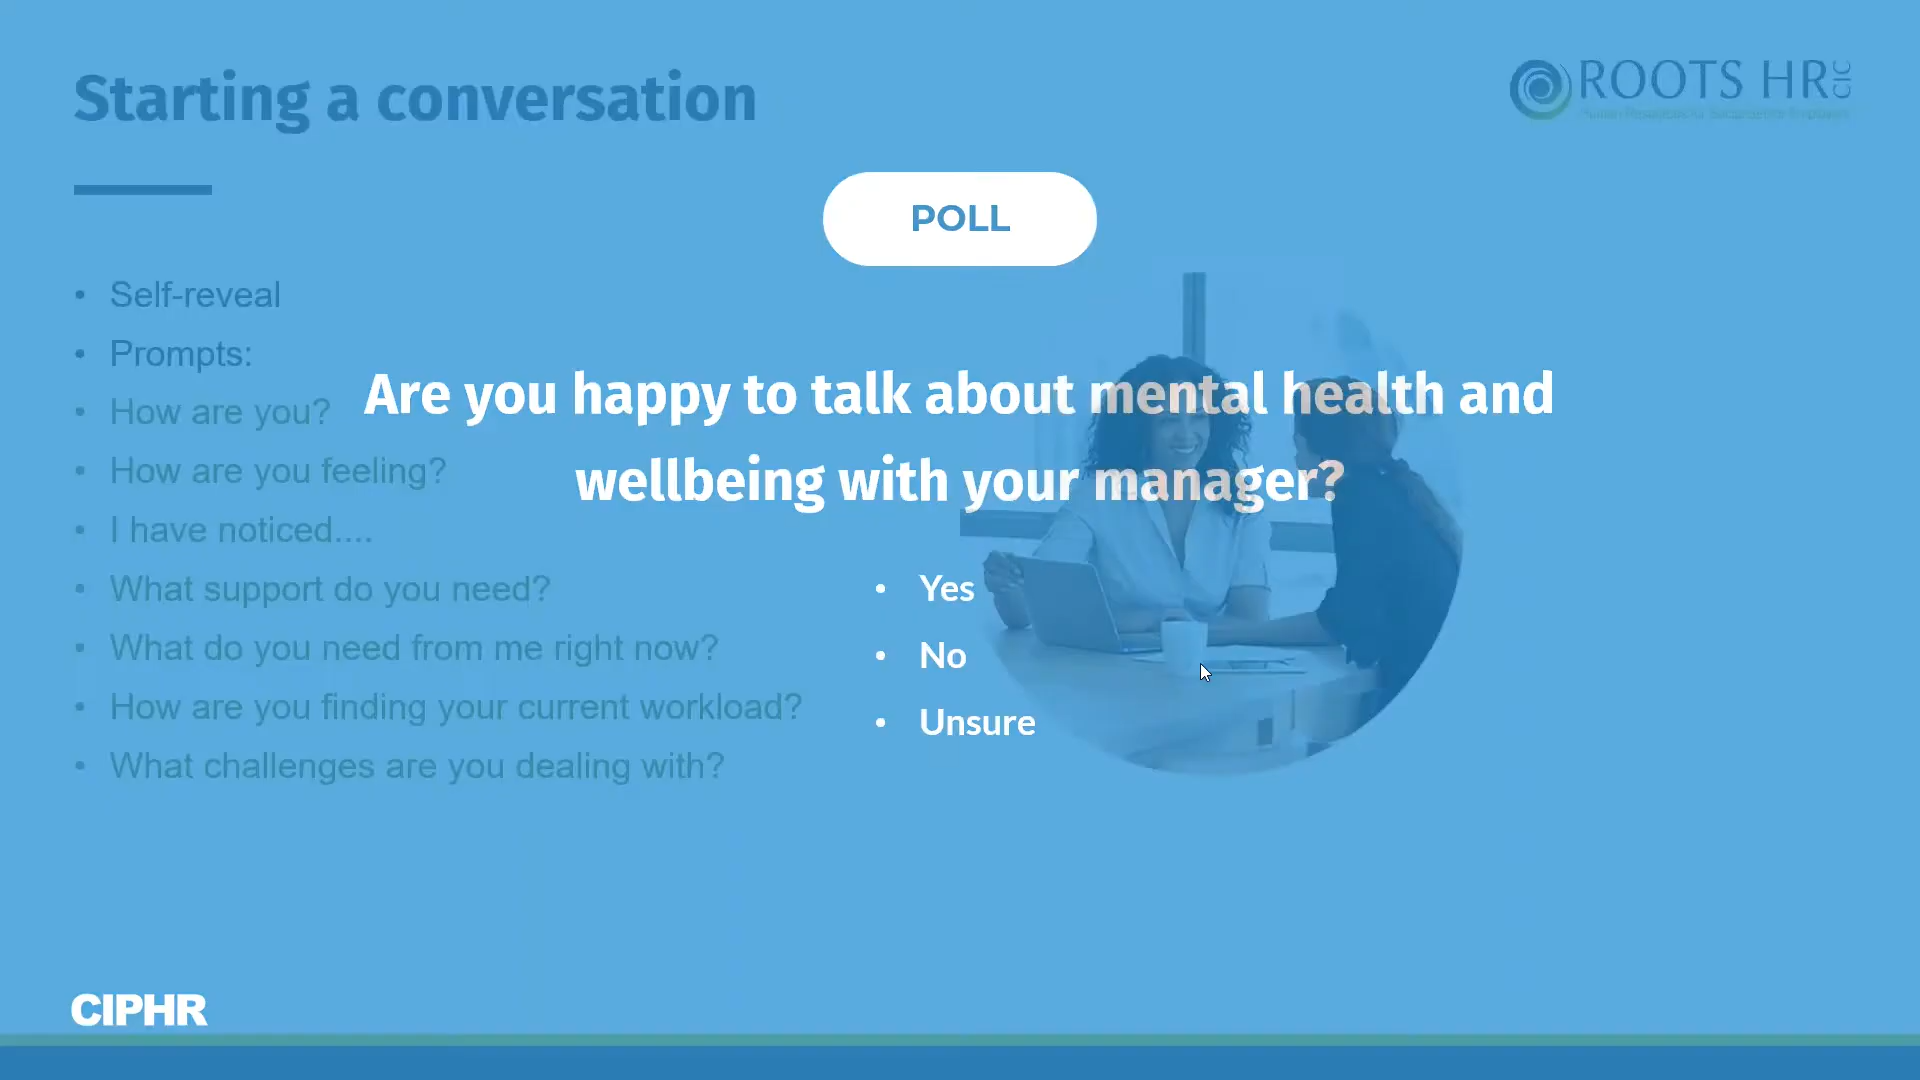 Starting a conversation
ROOTS HR CIC
POLL
Self-reveal
Prompts:
How are you?
How are you feeling?
I have noticed....
What support do you need?
What do you need from me right now?
How are you finding your current workload?
What challenges are you dealing with?
Are you happy to talk about mental health and
wellbeing with your manager?
Yes
No
Unsure
CIPHR